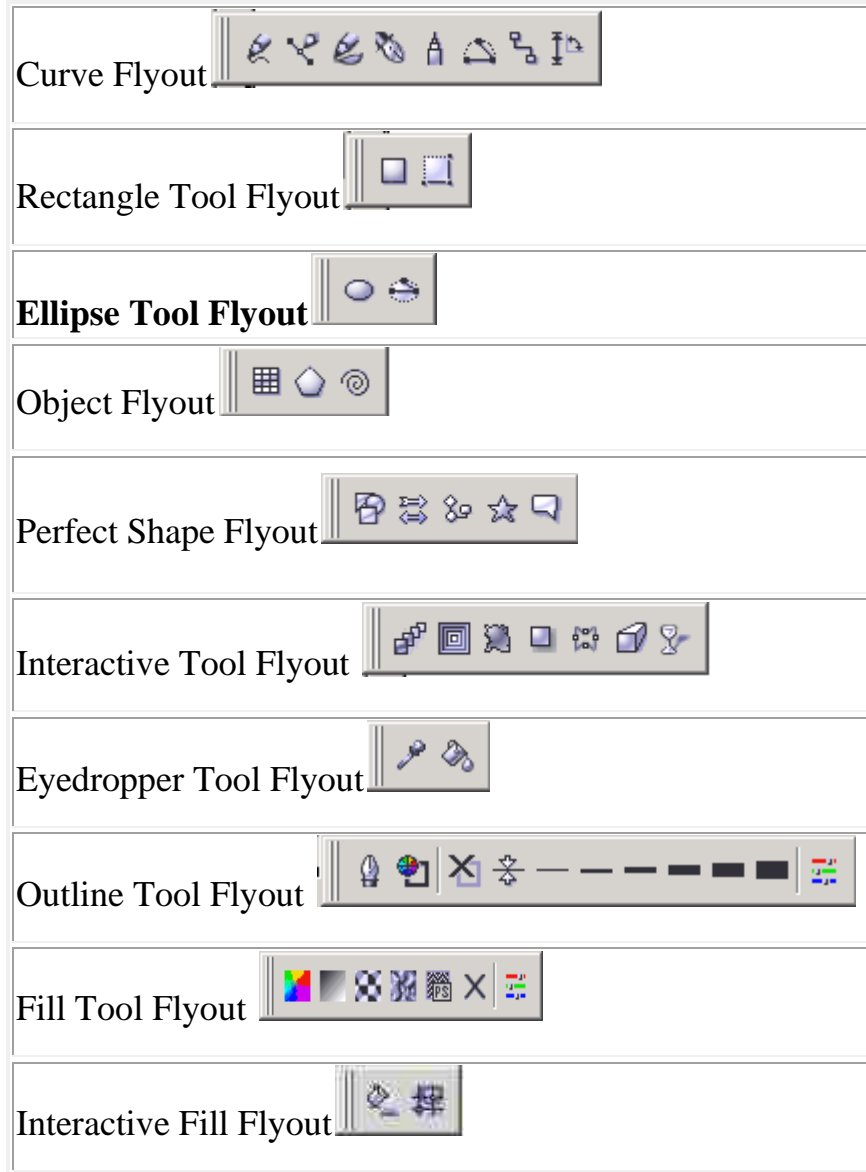 Curve Flyout
Rectangle Tool Flyout
Ellipse Tool Flyout
Object Flyout
Perfect Shape Flyout
Interactive Tool Flyout
Eyedropper Tool Flyout
Outline Tool Flyout
Fill Tool Flyout
PS
Interactive Fill Flyout